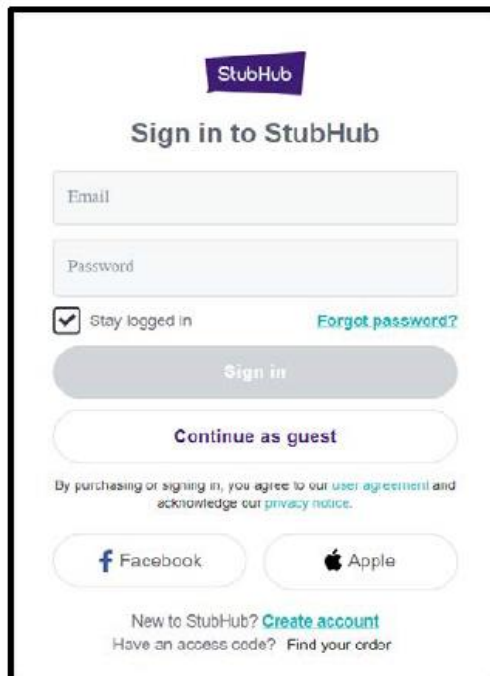 StubHub
Sign in to StubHub
Email
Password
Stay logged in Forgot password?
Sign in
Continue as guest
By purchasing or signing in, you agree to our user agreement and
acknowledge our privacy notice.
Facebook Apple
New to StubHub? Create account
Have an access code? Find your order